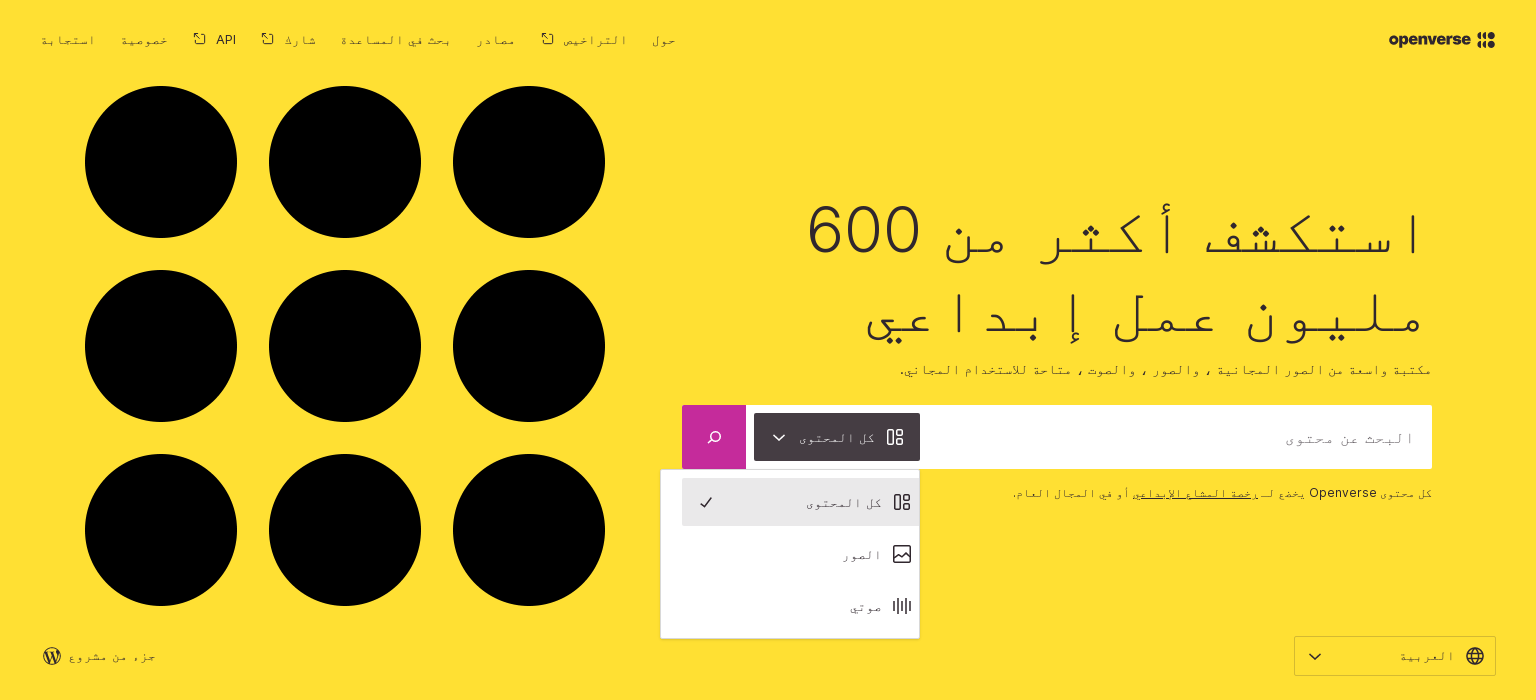 openverse
حول
التراخيص
مصادر
بحث في المساعدة
شارك
API
خصوصية
استجابة
استكشف أكثر من 600
مليون عمل إبداعي
مكتبة واسعة من الصور المجانية ، والصور ، والصوت ، متاحة للاستخدام المجاني.
البحث عن محتوى
كل المحتوى
كل المحتوى
الصور
صوتي
كل محتوى Openverse يخضع لـ رخصة المشاع الإبداعي أو في المجال العام.
العربية
جزء من مشروع